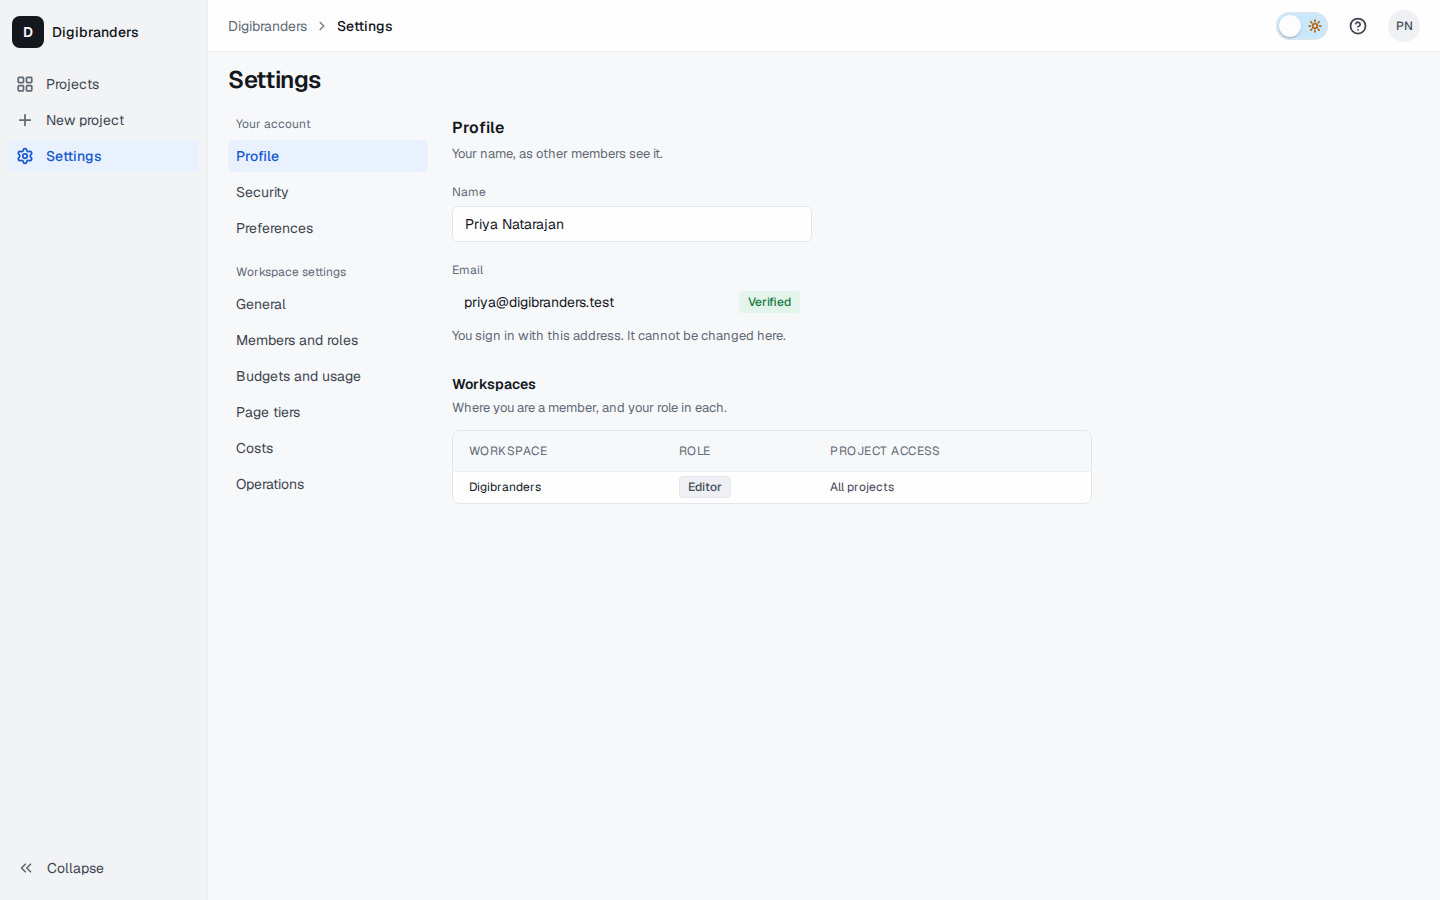 D Digibranders
Projects
New project
Settings
Collapse
Digibranders > Settings
PN
Settings
Your account
Profile
Security
Preferences
Workspace settings
General
Members and roles
Budgets and usage
Page tiers
Costs
Operations
Profile
Your name, as other members see it.
Name
Priya Natarajan
Email
priya@digibranders.test Verified
You sign in with this address. It cannot be changed here.
Workspaces
Where you are a member, and your role in each.
WORKSPACE ROLE PROJECT ACCESS
Digibranders Editor All projects